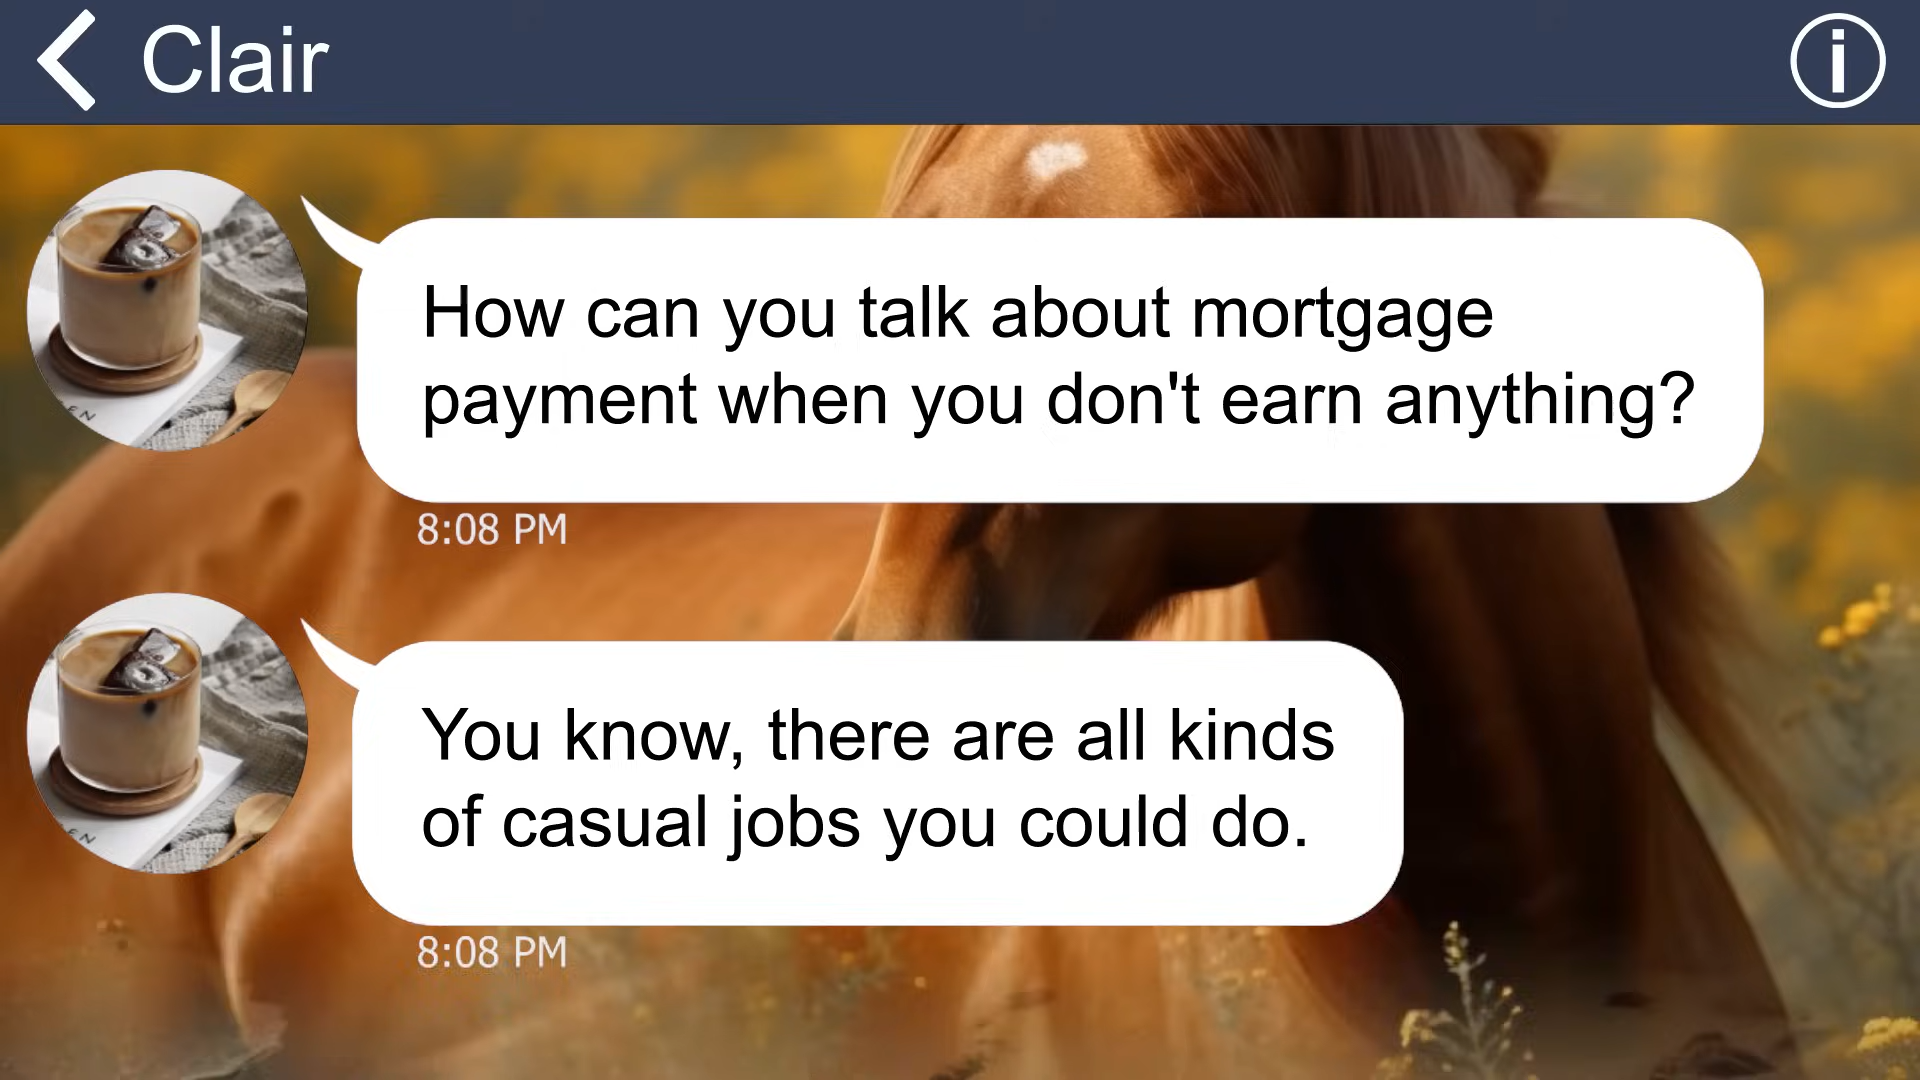 Clair
How can you talk about mortgage
payment when you don't earn anything?
8:08 PM
You know, there are all kinds
of casual jobs you could do.
8:08 PM